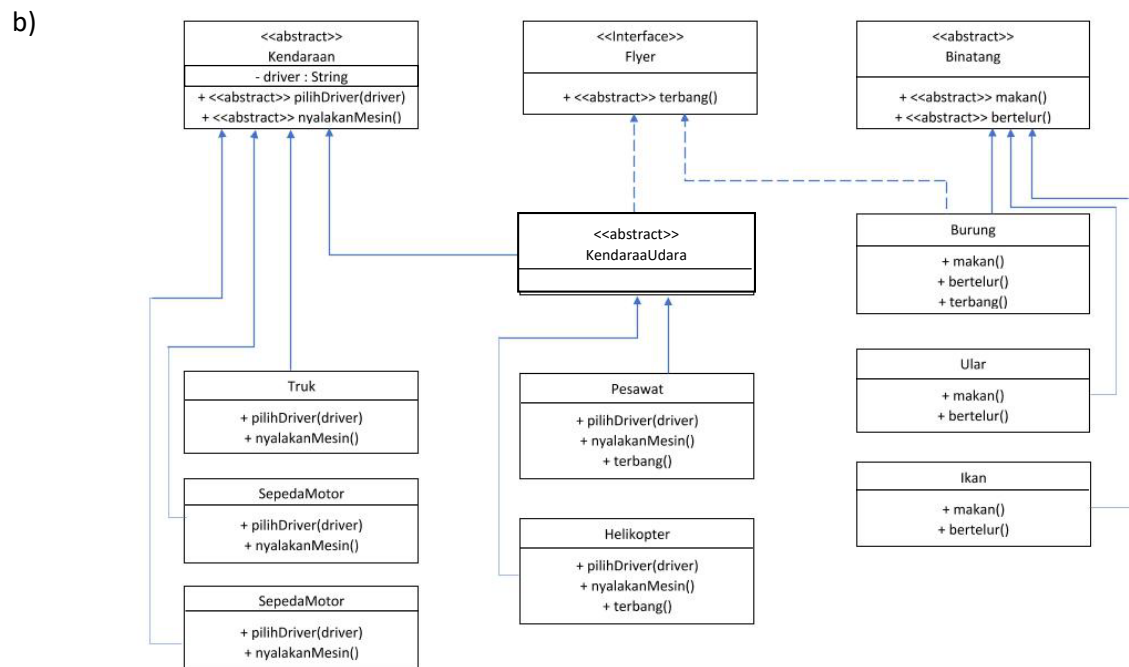 b)
<<abstract>>
Kendaraan
- driver : String
+ <<abstract>> pilihDriver(driver)
+ <<abstract>> nyalakanMesin()
<<Interface>>
Flyer
+ <<abstract>> terbang()
<<abstract>>
Binatang
+ <<abstract>> makan()
+ <<abstract>> bertelur()
<<abstract>>
KendaraaUdara
Burung
+ makan()
+ bertelur()
+ terbang()
Truk
+ pilihDriver(driver)
+ nyalakanMesin()
Pesawat
+ pilihDriver(driver)
+ nyalakanMesin()
+ terbang()
Ular
+ makan()
+ bertelur()
SepedaMotor
+ pilihDriver(driver)
+ nyalakanMesin()
Helikopter
+ pilihDriver(driver)
+ nyalakanMesin()
+ terbang()
Ikan
+ makan()
+ bertelur()
SepedaMotor
+ pilihDriver(driver)
+ nyalakanMesin()